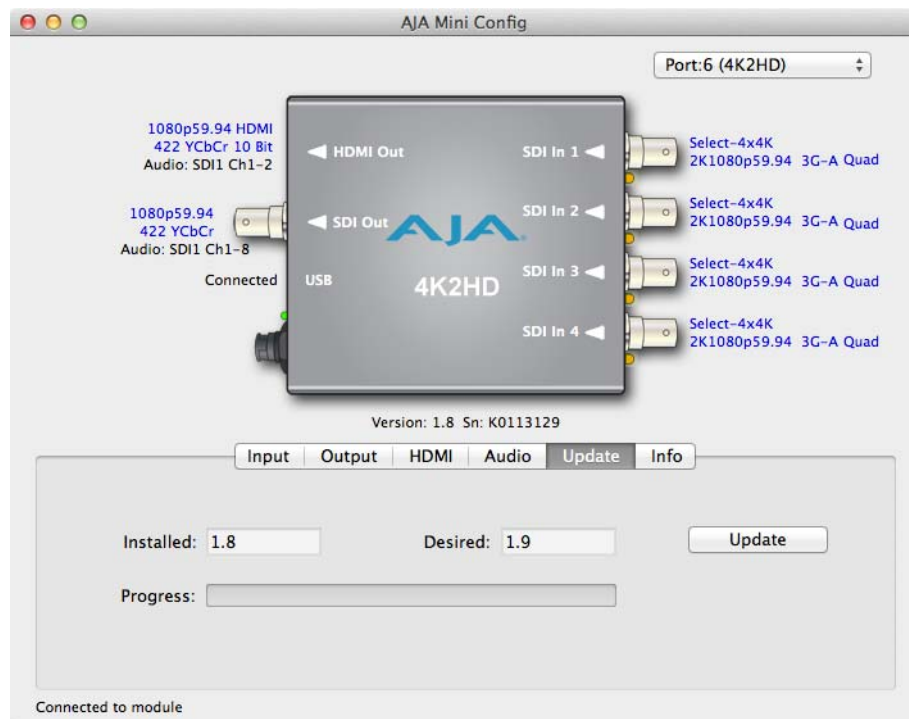 AJA Mini Config
Port:6 (4K2HD)
1080p59.94 HDMI
422 YCbCr 10 Bit
Audio: SDI1 Ch1-2
1080p59.94
422 YCbCr
Audio: SDI1 Ch1-8
Connected
HDMI Out
SDI Out
USB
AJA
4K2HD
SDI In 1
SDI In 2
SDI In 3
SDI In 4
Select-4x4K
2K1080p59.94 3G-A Quad
Select-4x4K
2K1080p59.94 3G-A Quad
Select-4x4K
2K1080p59.94 3G-A Quad
Select-4x4K
2K1080p59.94 3G-A Quad
Version: 1.8 Sn: K0113129
Input Output HDMI Audio Update Info
Installed: 1.8 Desired: 1.9 Update
Progress:
Connected to module